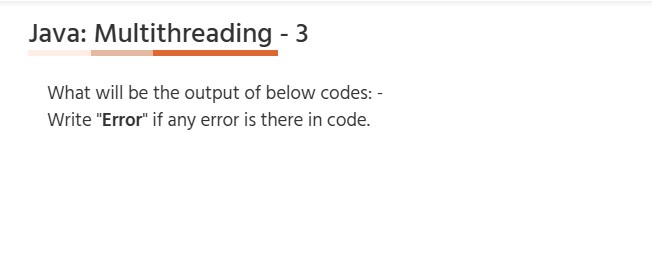 Java: Multithreading - 3
What will be the output of below codes: -
Write "Error" if any error is there in code.